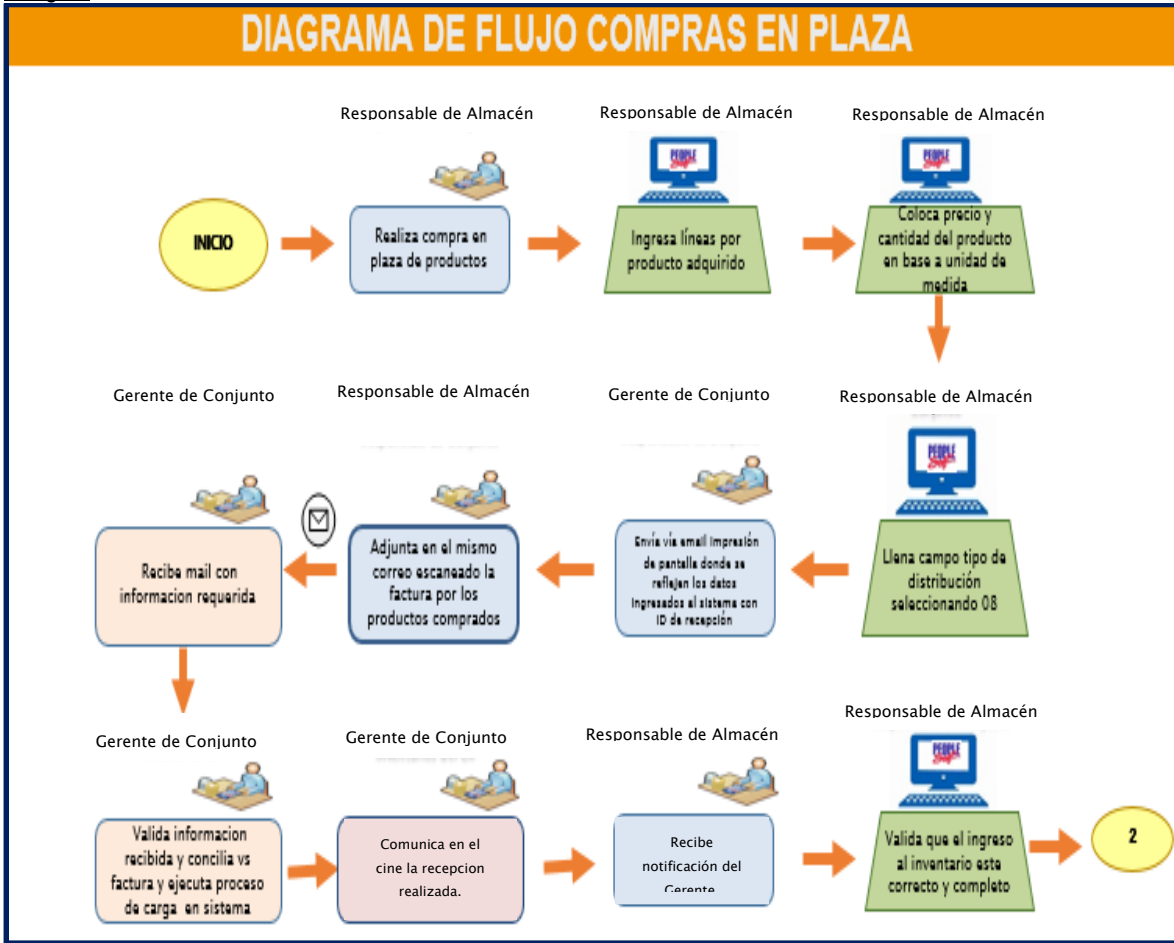 DIAGRAMA DE FLUJO COMPRAS EN PLAZA
Responsable de Almacén
Responsable de Almacén
Responsable de Almacén
PEOPLE
PEOPLE
INICIO
Realiza compra en
plaza de productos
Ingresa líneas por
producto adquirido
Coloca precio y
cantidad del producto
en base a unidad de
medida
Gerente de Conjunto
Responsable de Almacén
Gerente de Conjunto
Responsable de Almacén
PEOPLE
Recibe mail con
informacion requerida
Adjunta en el mismo
correo escaneado la
factura por los
productos comprados
Envía vía email impresión
de pantalla donde se
reflejen los datos
ingresados al sistema con
ID de recepción
Llena campo tipo de
distribución
seleccionando 08
Gerente de Conjunto
Gerente de Conjunto
Responsable de Almacén
Responsable de Almacén
PEOPLE
Valida informacion
recibida y concilia vs
factura y ejecuta proceso
de carga en sistema
Comunica en el
cine la recepcion
realizada.
Recibe
notificación del
Gerente
Valida que el ingreso
al inventario este
correcto y completo
2